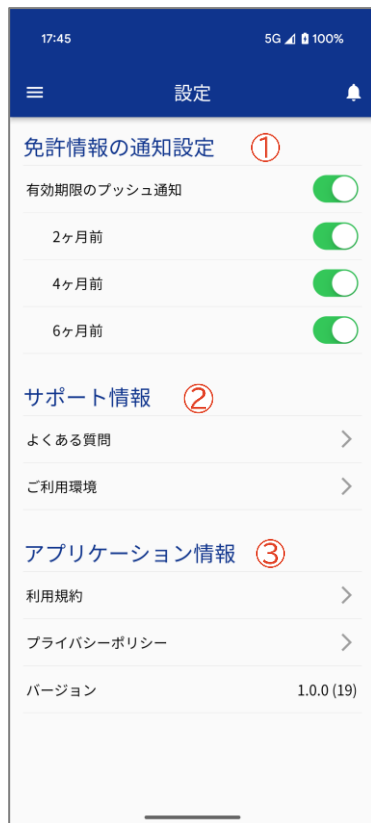 17:45 5G 100%
設定
免許情報の通知設定 ①
有効期限のプッシュ通知
2ヶ月前
4ヶ月前
6ヶ月前
サポート情報 ②
よくある質問
ご利用環境
アプリケーション情報 ③
利用規約
プライバシーポリシー
バージョン 1.0.0 (19)